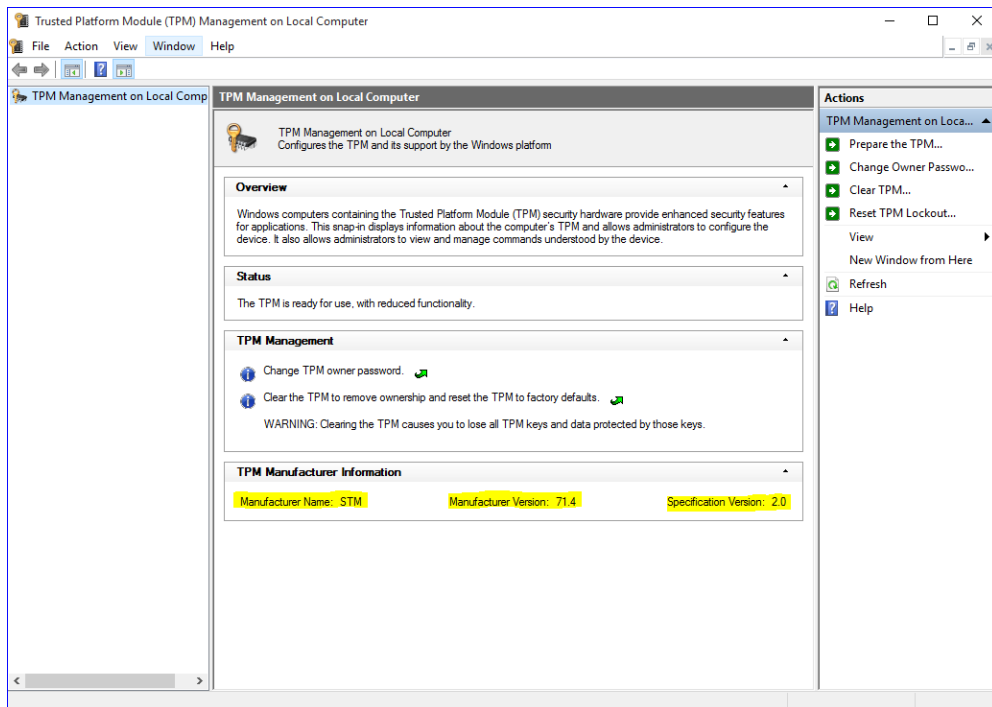 Trusted Platform Module (TPM) Management on Local Computer
File Action View Window Help
TPM Management on Local Comp
TPM Management on Local Computer
TPM Management on Local Computer
Configures the TPM and its support by the Windows platform
Overview
Windows computers containing the Trusted Platform Module (TPM) security hardware provide enhanced security features
for applications. This snap-in displays information about the computer's TPM and allows administrators to configure the
device. It also allows administrators to view and manage commands understood by the device.
Status
The TPM is ready for use, with reduced functionality.
TPM Management
Change TPM owner password.
Clear the TPM to remove ownership and reset the TPM to factory defaults.
WARNING: Clearing the TPM causes you to lose all TPM keys and data protected by those keys.
TPM Manufacturer Information
Manufacturer Name: STM Manufacturer Version: 71.4 Specification Version: 2.0
Actions
TPM Management on Loca...
Prepare the TPM...
Change Owner Passwo...
Clear TPM...
Reset TPM Lockout...
View
New Window from Here
Refresh
Help